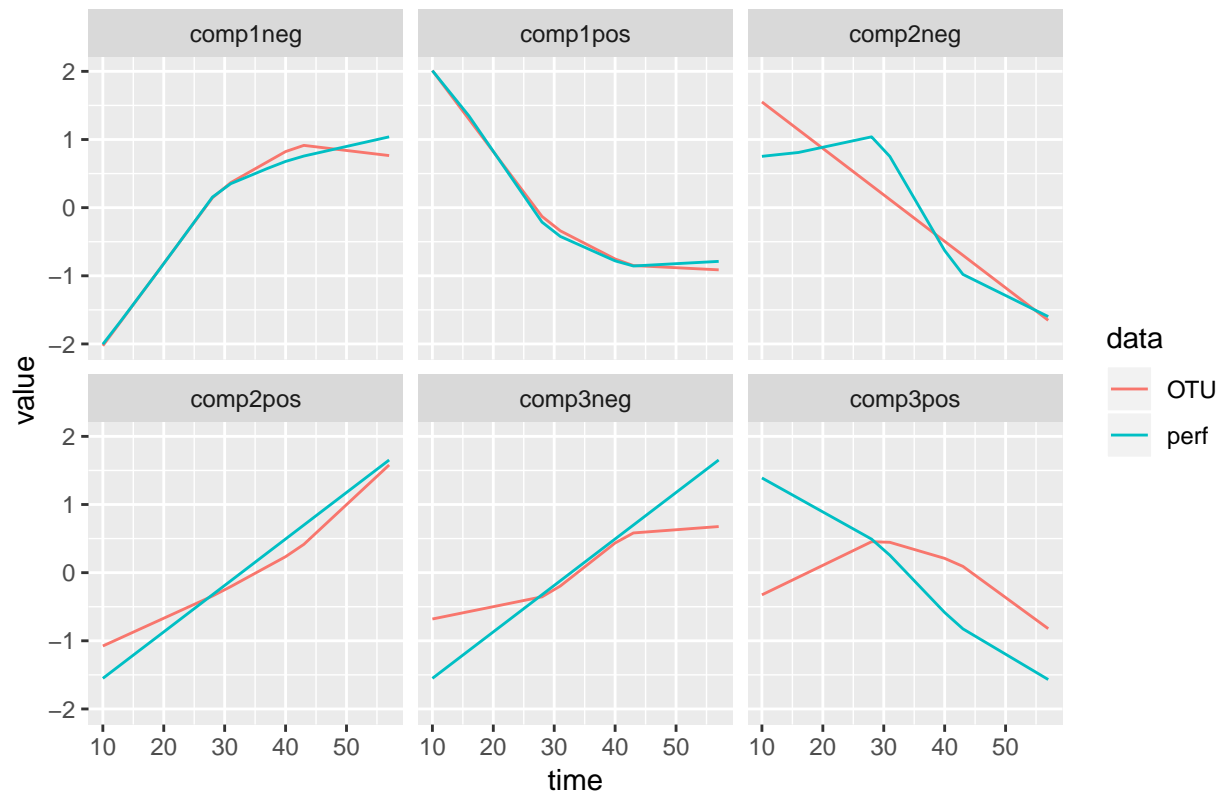 comp1neg comp1pos comp2neg
2
1
0
−1
−2
value
comp2pos comp3neg comp3pos
2
1
0
−1
−2
10 20 30 40 50 10 20 30 40 50 10 20 30 40 50
time
data
OTU
perf